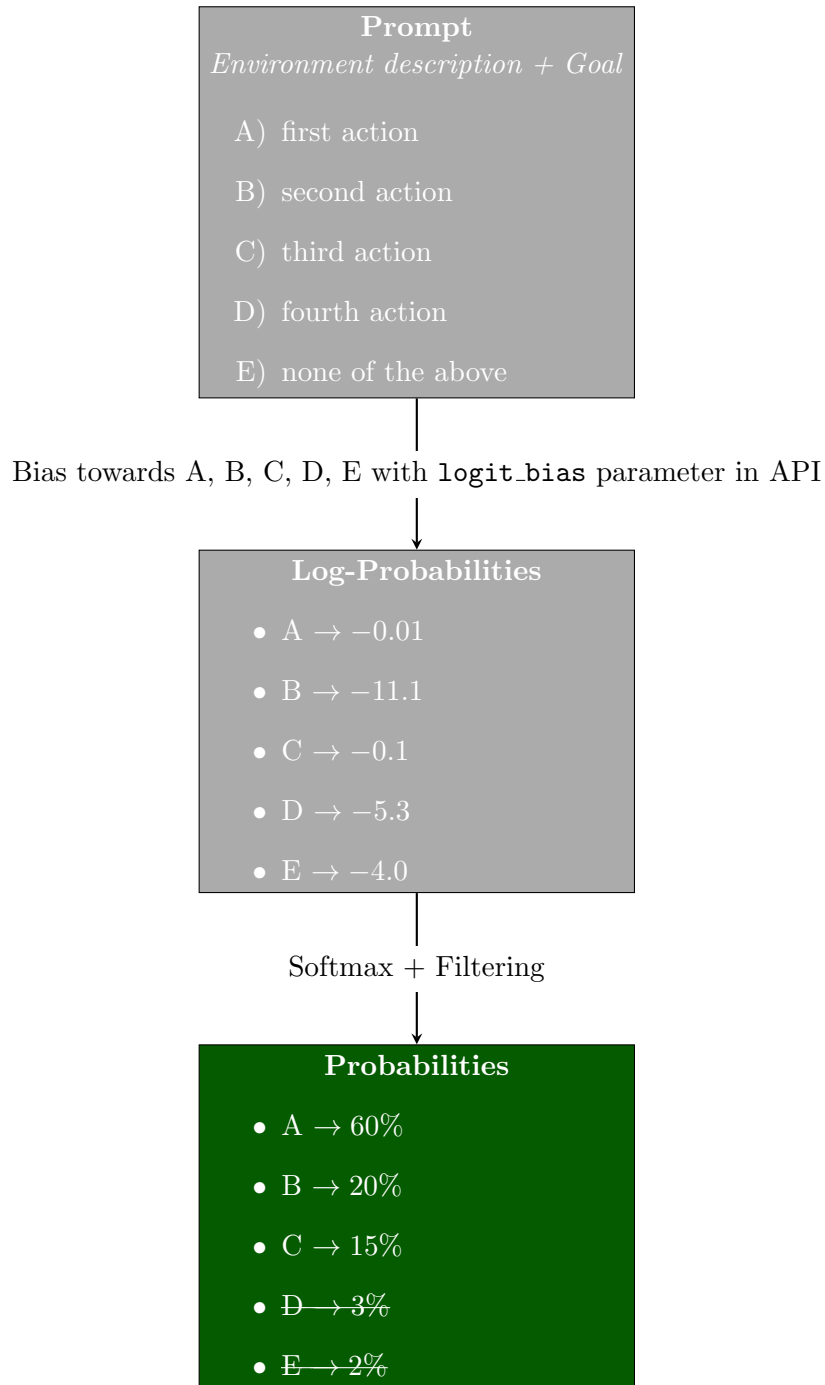 Prompt
Environment description + Goal
A) first action
B) second action
C) third action
D) fourth action
E) none of the above
Bias towards A, B, C, D, E with logit_bias parameter in API
Log-Probabilities
• A → −0.01
• B → −11.1
• C → −0.1
• D → −5.3
• E → −4.0
Softmax + Filtering
Probabilities
• A → 60%
• B → 20%
• C → 15%
• D → 3%
• E → 2%